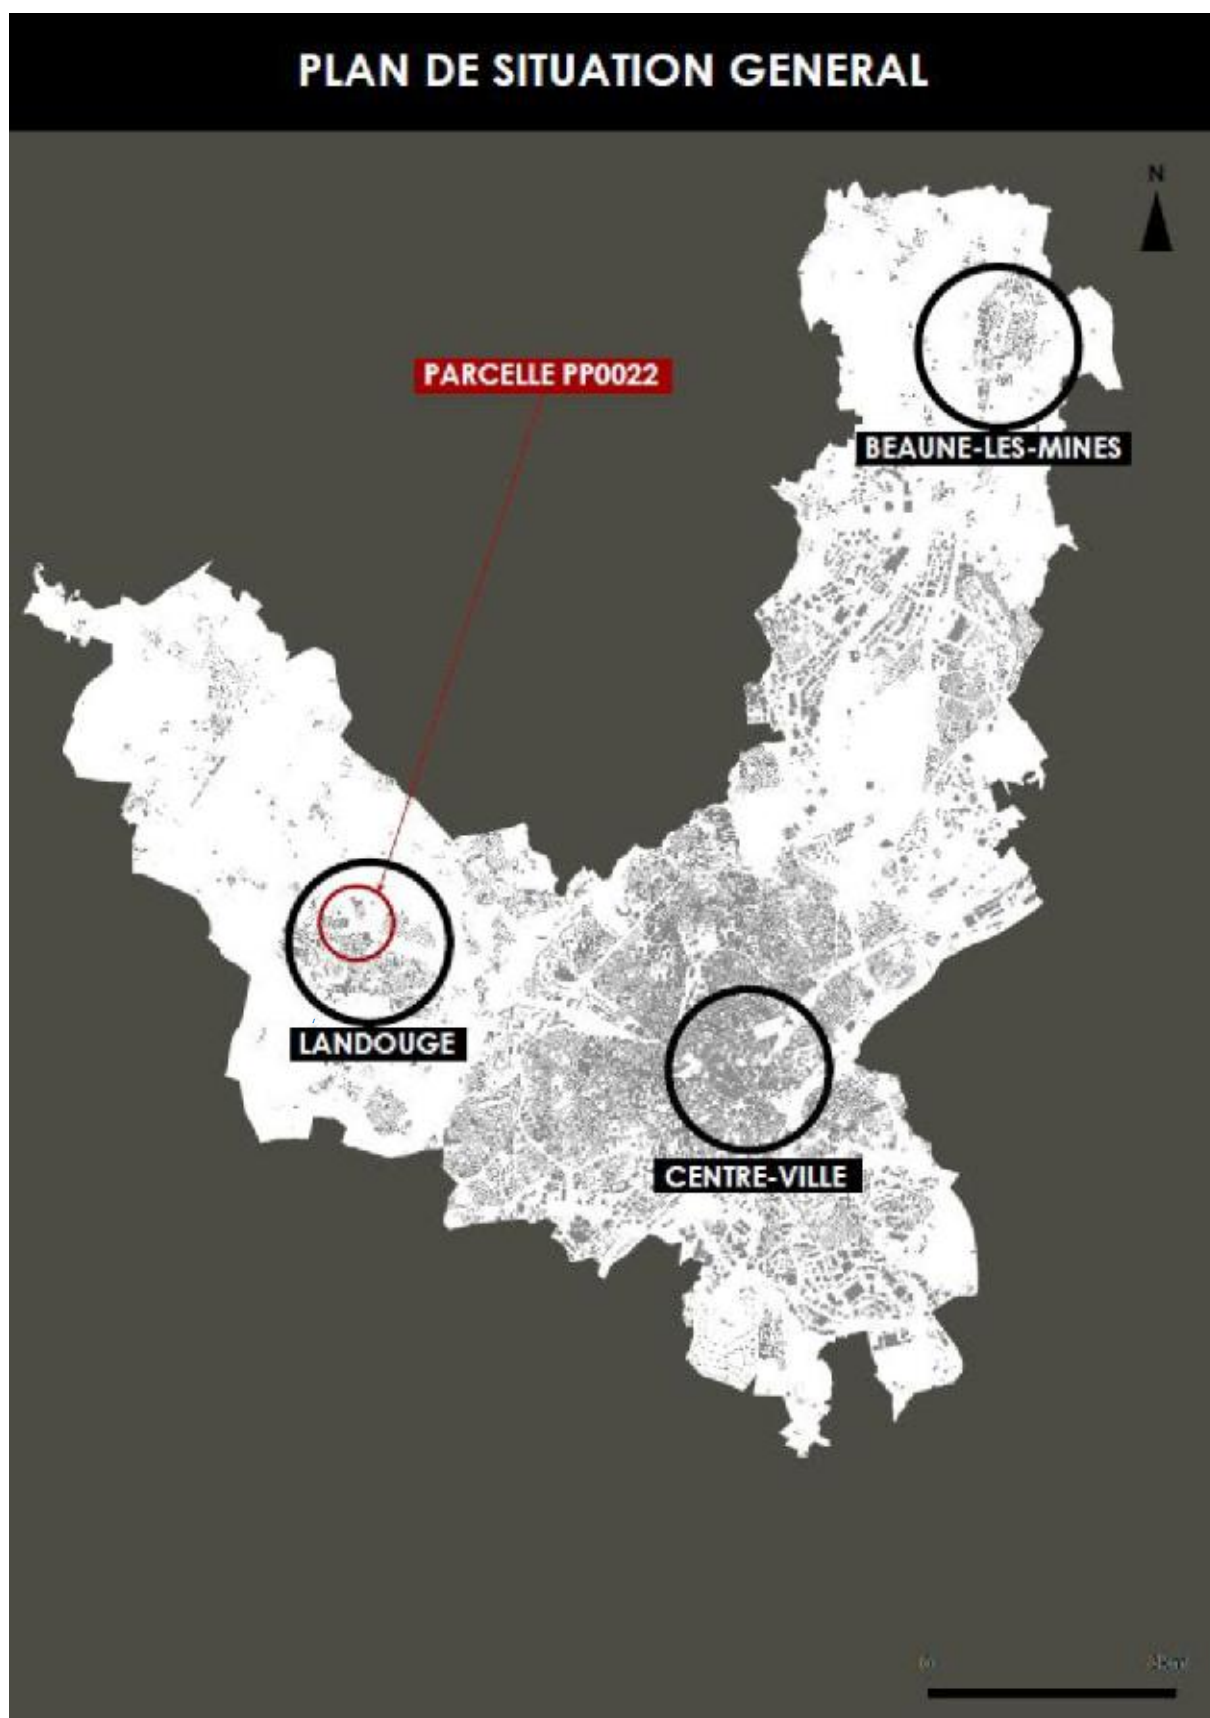 PLAN DE SITUATION GENERAL
N
PARCELLE PP0022
BEAUNE-LES-MINES
LANDOUGE
CENTRE-VILLE